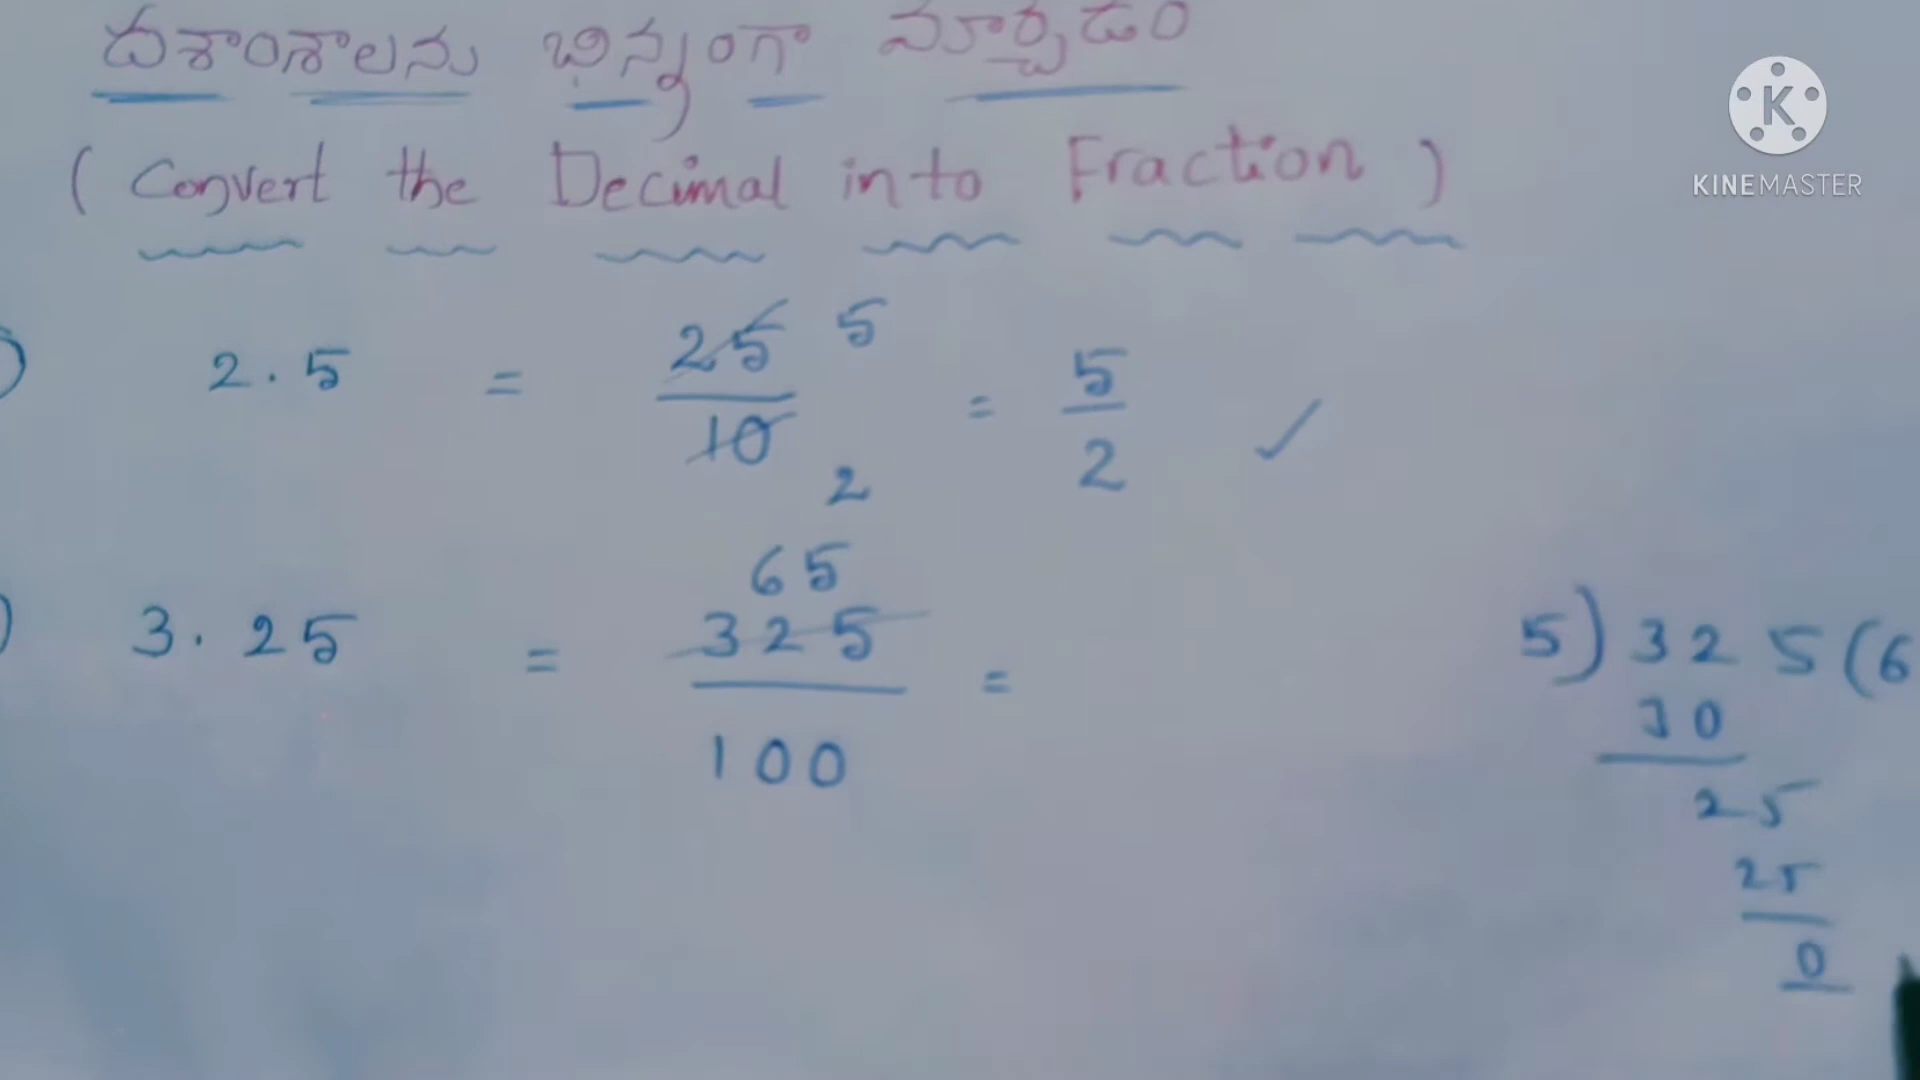 దశాంశాలను భిన్నంగా మార్చడం
( Convert the Decimal into Fraction )
KINEMASTER
) 2.5 = 25 5 / 10 2 = 5/2 ✓
) 3.25 = 65 325 / 100 =
5) 325 (6
30
25
25
0